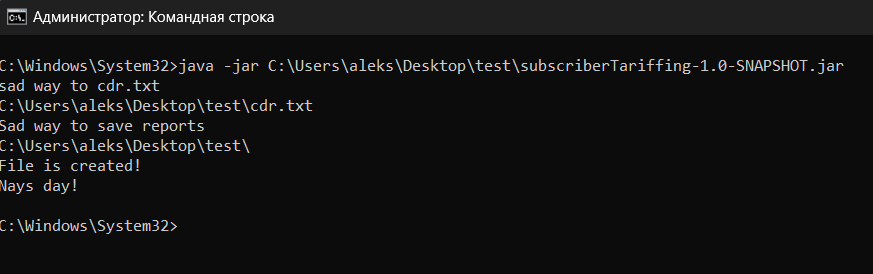 Администратор: Командная строка
C:\Windows\System32>java -jar C:\Users\aleks\Desktop\test\subscriberTariffing-1.0-SNAPSHOT.jar
sad way to cdr.txt
C:\Users\aleks\Desktop\test\cdr.txt
Sad way to save reports
C:\Users\aleks\Desktop\test\
File is created!
Nays day!
C:\Windows\System32>